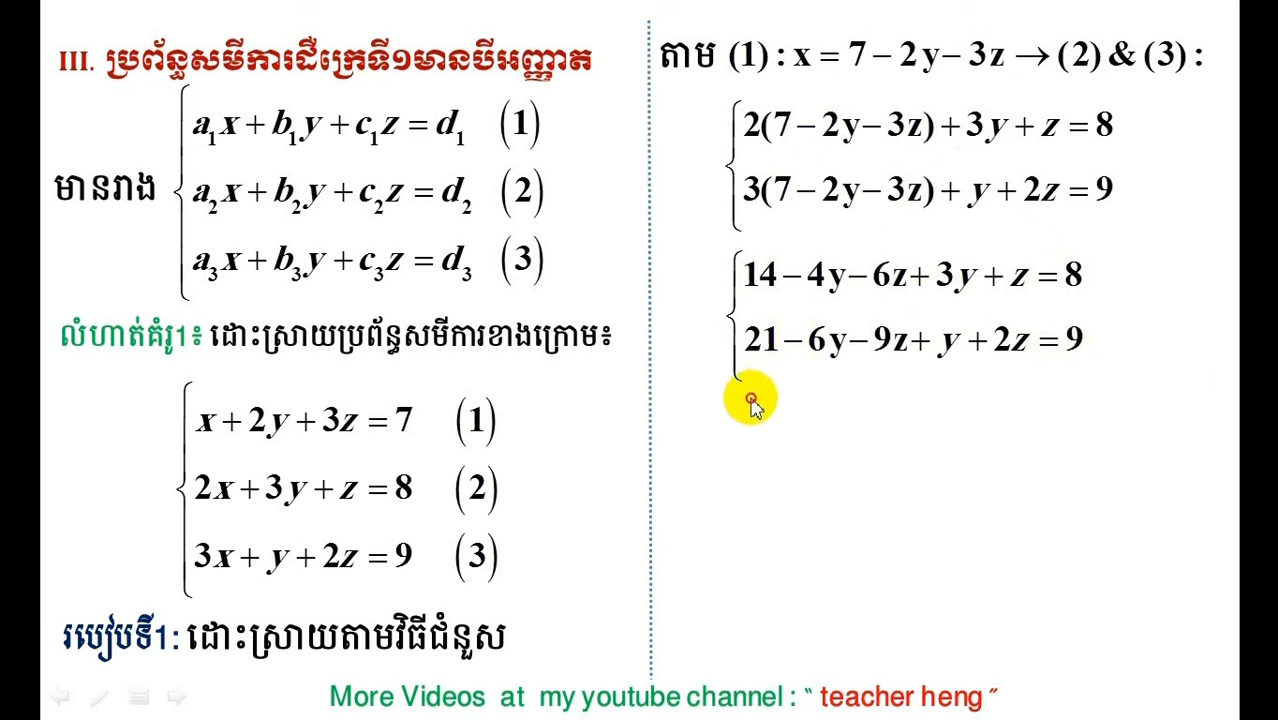 III. ប្រព័ន្ធសមីការដឺក្រេទី១មានបីអញ្ញាត
មានរាង
a₁x + b₁y + c₁z = d₁ (1)
a₂x + b₂y + c₂z = d₂ (2)
a₃x + b₃y + c₃z = d₃ (3)
លំហាត់គំរូ1៖ ដោះស្រាយប្រព័ន្ធសមីការខាងក្រោម៖
x + 2y + 3z = 7 (1)
2x + 3y + z = 8 (2)
3x + y + 2z = 9 (3)
របៀបទី1: ដោះស្រាយតាមវិធីជំនួស
តាម (1) : x = 7 – 2y – 3z → (2) & (3) :
2(7 – 2y – 3z) + 3y + z = 8
3(7 – 2y – 3z) + y + 2z = 9
14 – 4y – 6z + 3y + z = 8
21 – 6y – 9z + y + 2z = 9
More Videos at my youtube channel : “ teacher heng ”